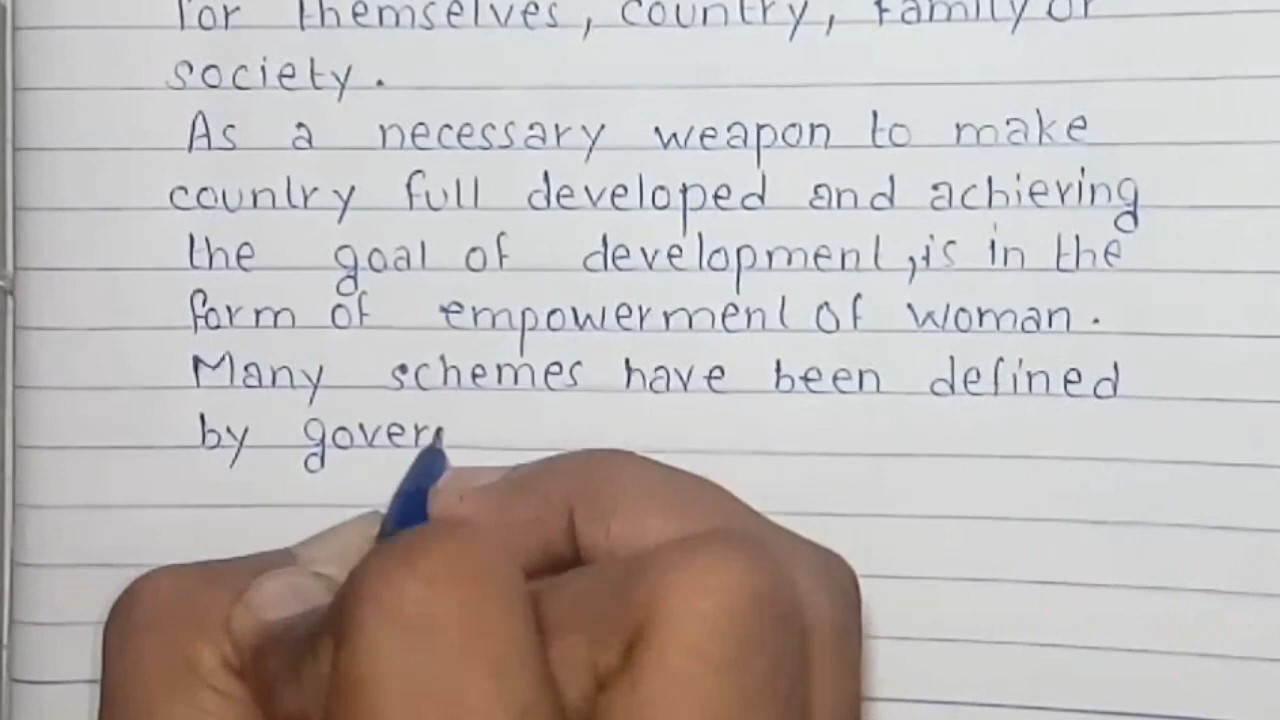 for themselves, country, family or
society.
As a necessary weapon to make
country full developed and achieving
the goal of development, is in the
form of empowerment of woman.
Many schemes have been defined
by gover